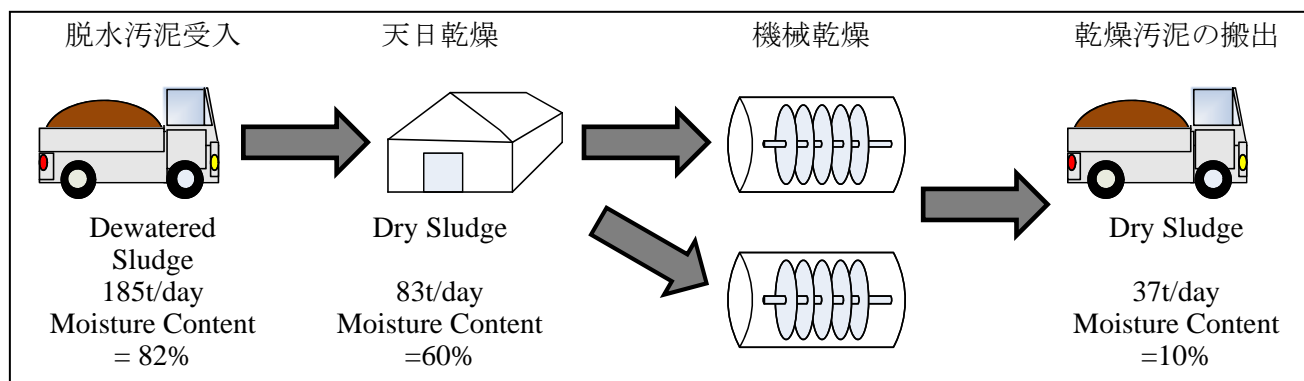 脱水汚泥受入
天日乾燥
機械乾燥
乾燥汚泥の搬出
Dewatered
Sludge
185t/day
Moisture Content
= 82%
Dry Sludge
83t/day
Moisture Content
=60%
Dry Sludge
37t/day
Moisture Content
=10%